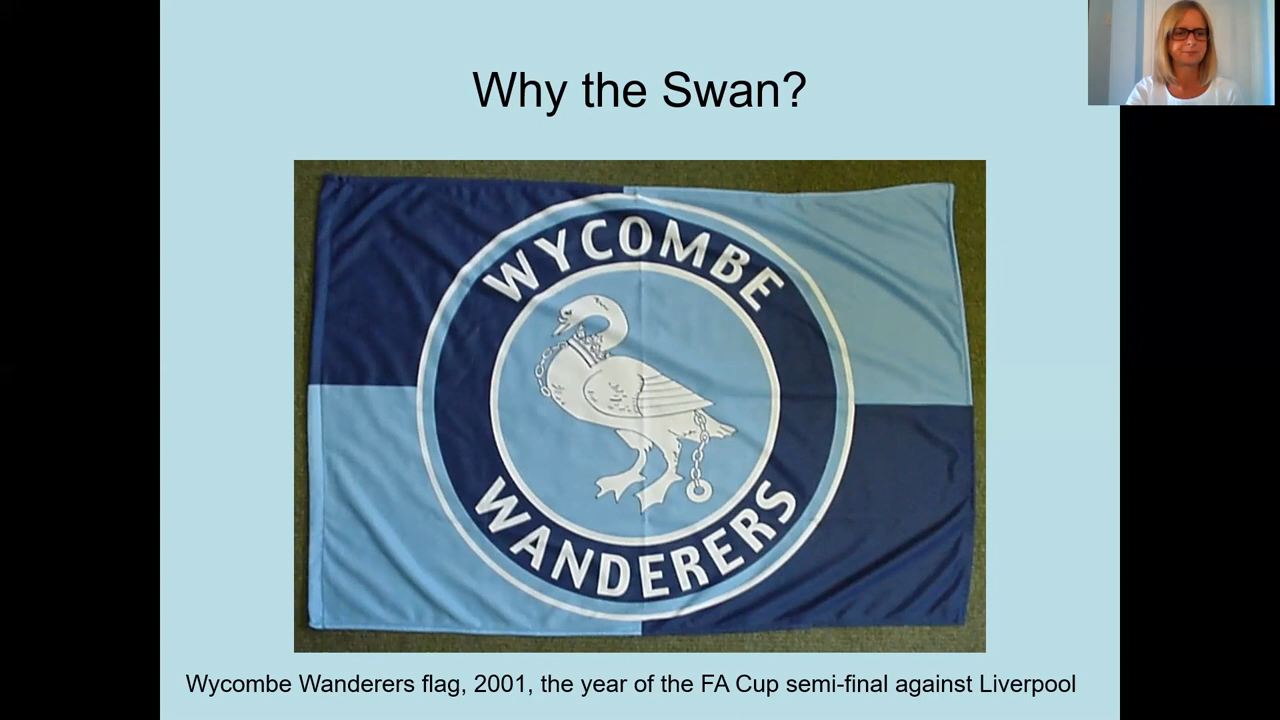 Why the Swan?
WYCOMBE
WANDERERS
Wycombe Wanderers flag, 2001, the year of the FA Cup semi-final against Liverpool